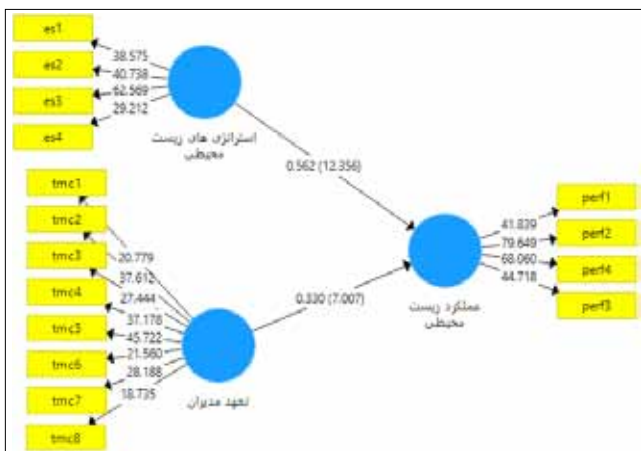 es1
38.575
es2
40.738
es3
62.569
es4
29.212
استراتژی های زیست
محیطی
0.562 (12.356)
tmc1
20.779
tmc2
37.612
tmc3
27.444
tmc4
37.178
tmc5
45.722
tmc6
21.560
tmc7
28.188
tmc8
18.735
تعهد مدیران
0.330 (7.007)
perf1
41.839
perf2
79.649
perf4
68.060
perf3
44.718
عملکرد زیست
محیطی